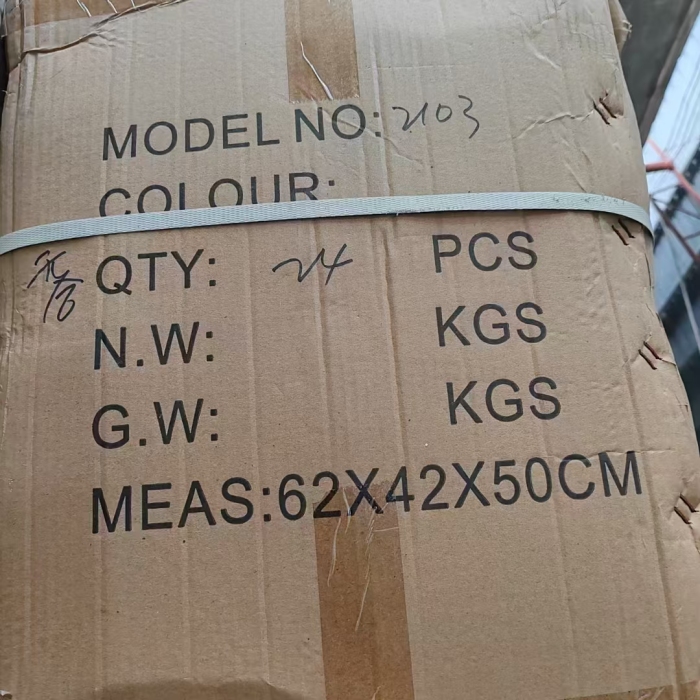 MODEL NO: 2103
COLOUR:
QTY: 24 PCS
N.W: KGS
G.W: KGS
MEAS:62X42X50CM